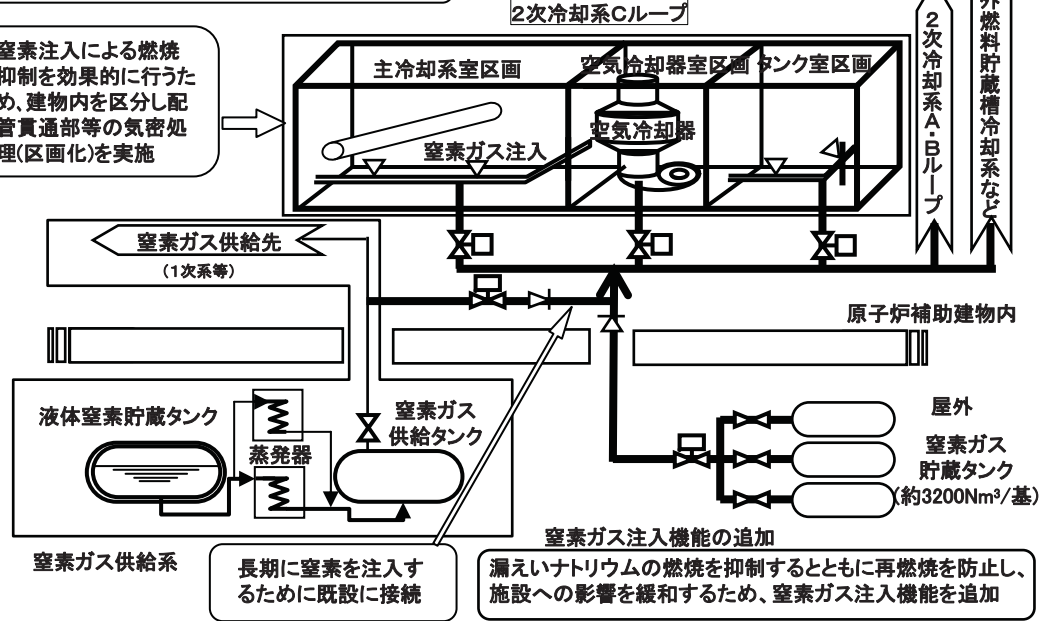 2次冷却系Cループ
窒素注入による燃焼
抑制を効果的に行うた
め、建物内を区分し配
管貫通部等の気密処
理(区画化)を実施
主冷却系室区画
空気冷却器室区画
タンク室区画
空気冷却器
窒素ガス注入
2次冷却系A・Bループ
外燃料貯蔵槽冷却系など
窒素ガス供給先
(1次系等)
原子炉補助建物内
液体窒素貯蔵タンク
蒸発器
窒素ガス
供給タンク
屋外
窒素ガス
貯蔵タンク
(約3200Nm³/基)
窒素ガス供給系
長期に窒素を注入す
るために既設に接続
窒素ガス注入機能の追加
漏えいナトリウムの燃焼を抑制するとともに再燃焼を防止し、
施設への影響を緩和するため、窒素ガス注入機能を追加